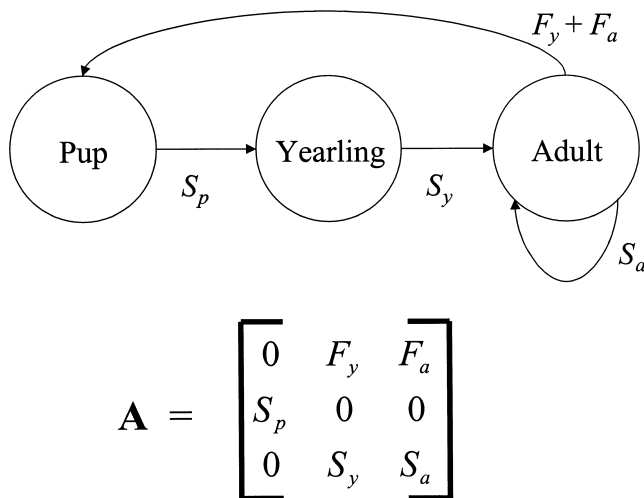 F_y + F_a
Pup Yearling Adult
S_p S_y S_a
A = [ 0 F_y F_a
S_p 0 0
0 S_y S_a ]